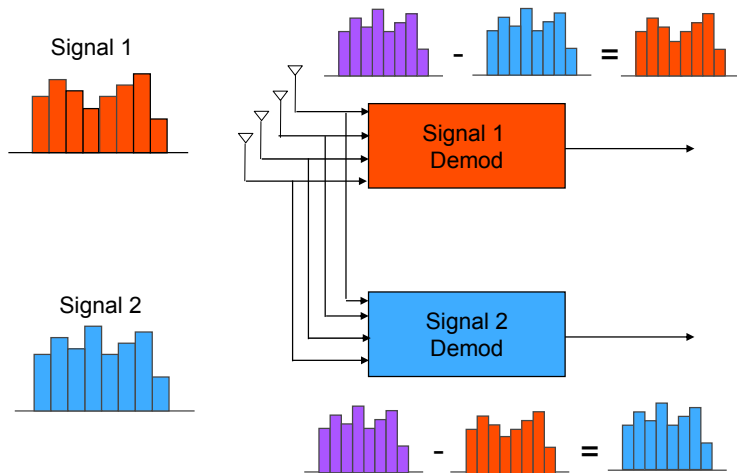 Signal 1
- =
Signal 1
Demod
Signal 2
Signal 2
Demod
- =